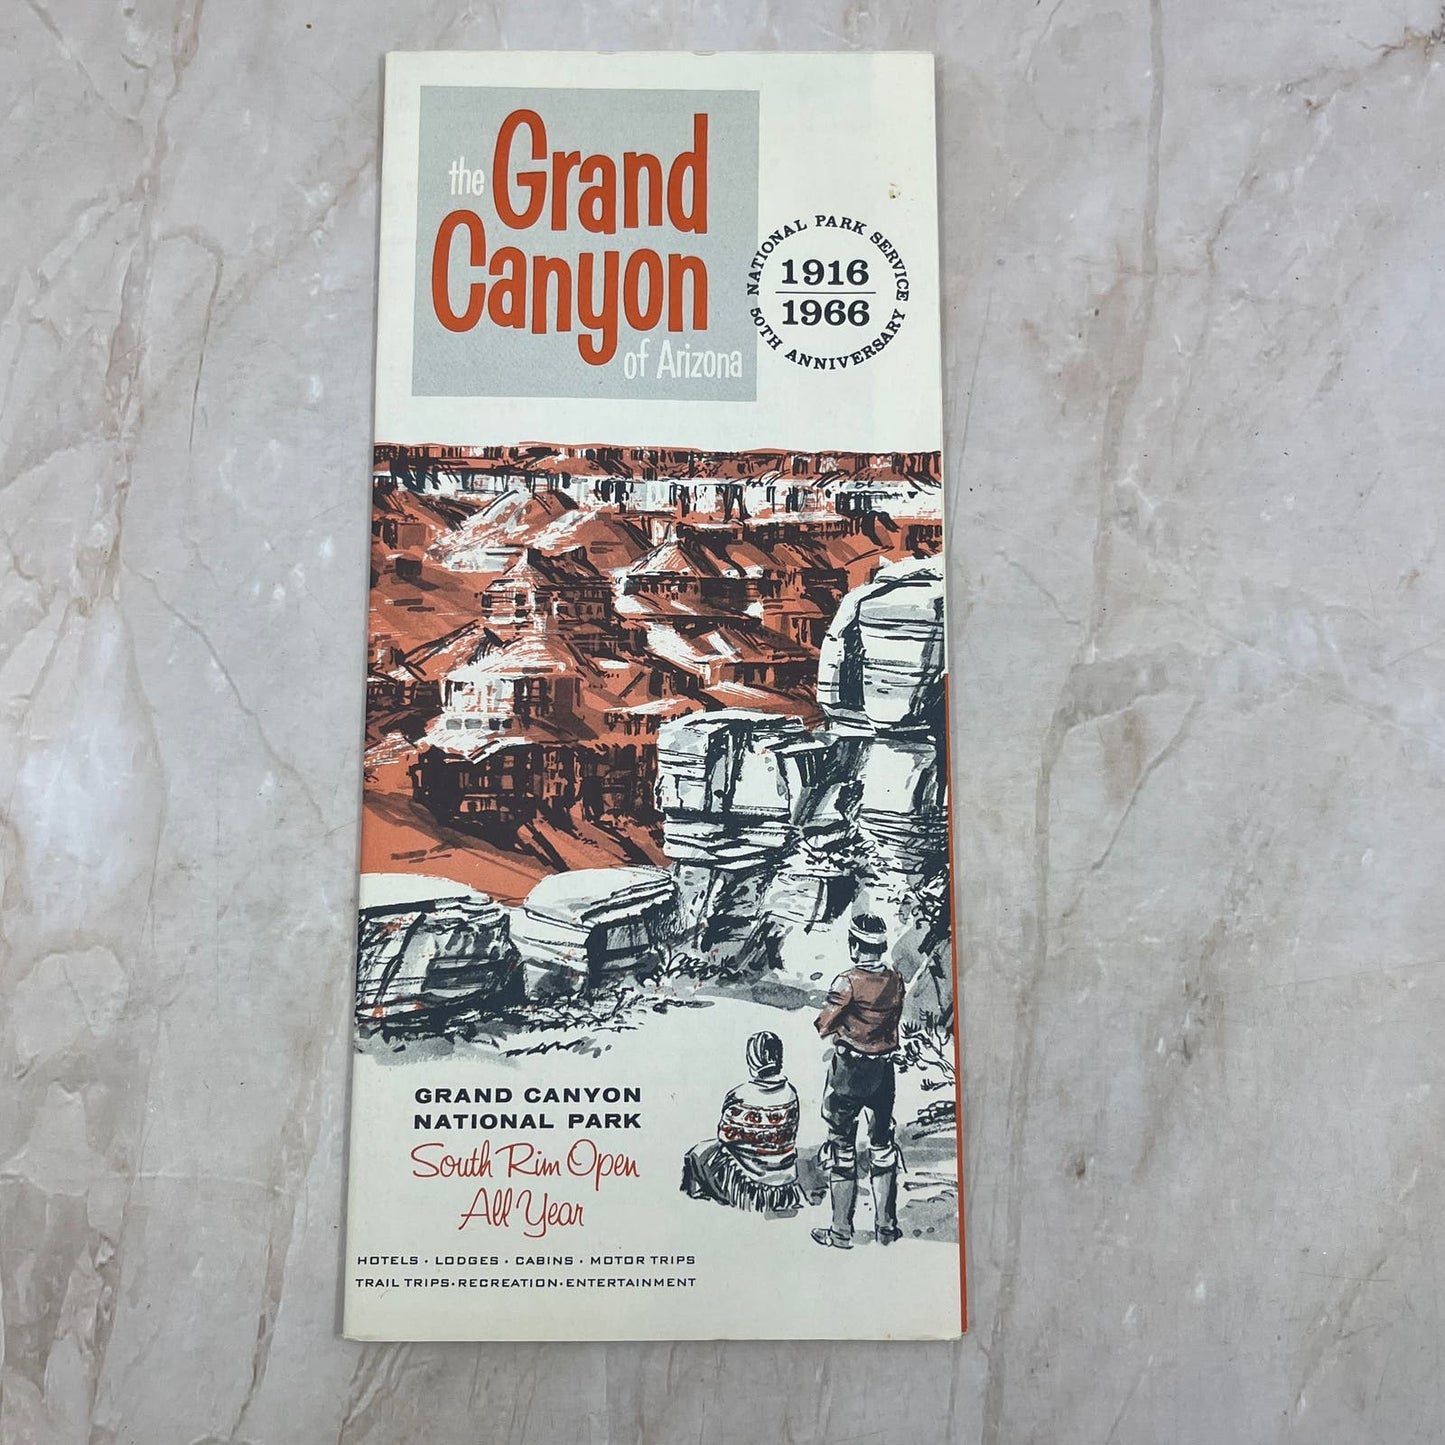 the Grand
Canyon
of Arizona
NATIONAL PARK SERVICE
1916
1966
50TH ANNIVERSARY
GRAND CANYON
NATIONAL PARK
South Rim Open
All Year
HOTELS · LODGES · CABINS · MOTOR TRIPS
TRAIL TRIPS · RECREATION · ENTERTAINMENT